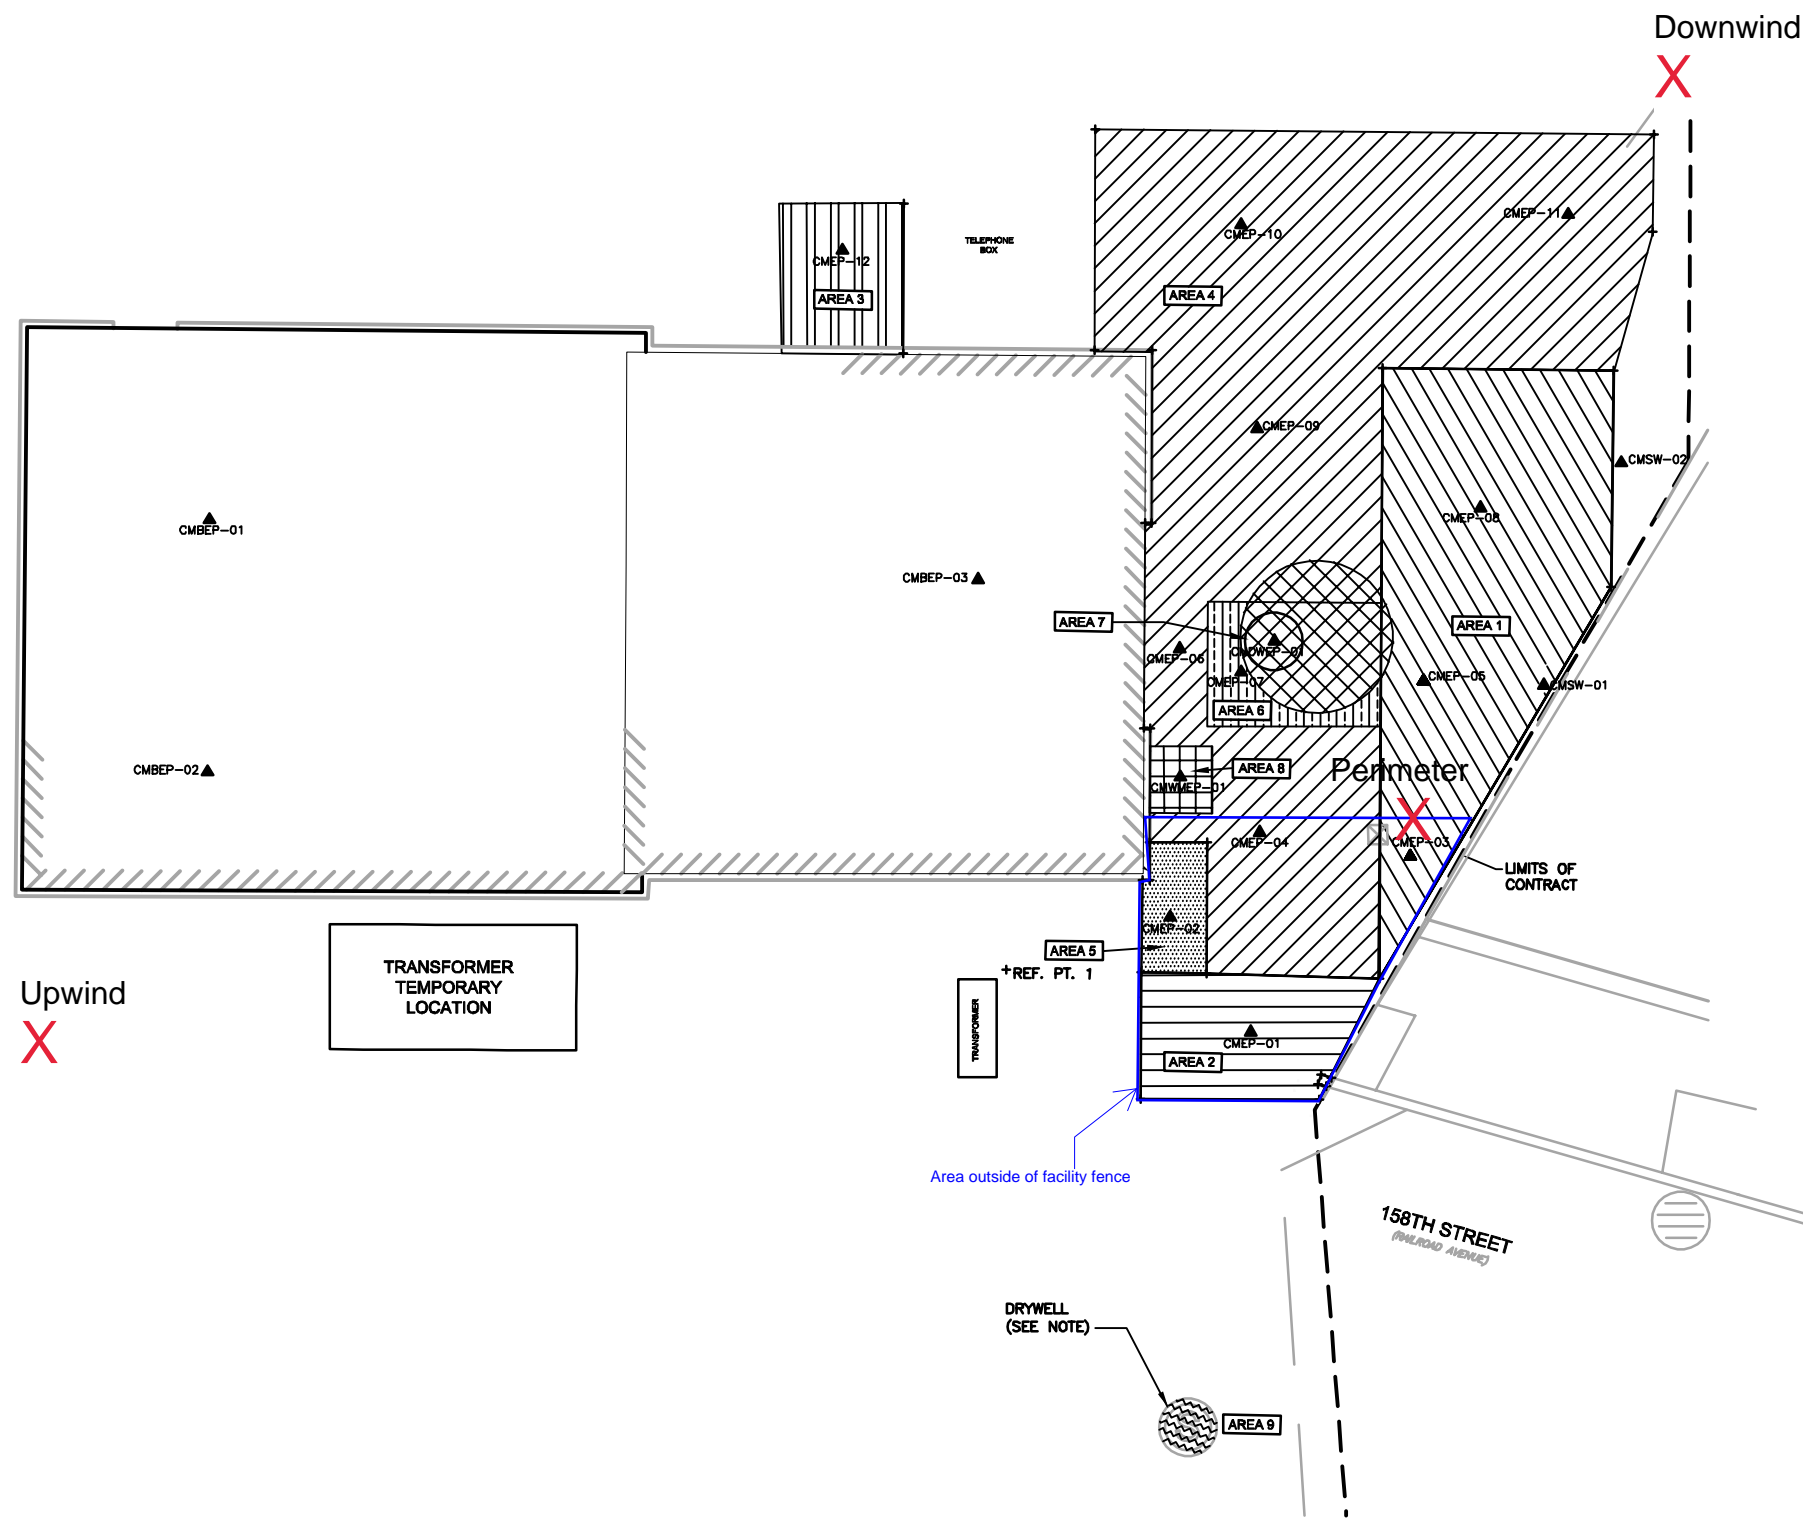 Downwind
X
CMEP-11
CMEP-10
TELEPHONE
BOX
CMEP-12
AREA 3
AREA 4
CMEP-09
CMSW-02
CMEP-08
CMBEP-01
CMBEP-03
AREA 7
AREA 1
CMDWEP-01
CMEP-06
CMEP-07
CMEP-05
CMSW-01
AREA 6
CMBEP-02
AREA 8
Perimeter
X
CMWMEP-01
CMEP-04
CMEP-03
LIMITS OF
CONTRACT
CMEP-02
AREA 5
REF. PT. 1
TRANSFORMER
TEMPORARY
LOCATION
Upwind
X
TRANSFORMER
CMEP-01
AREA 2
Area outside of facility fence
158TH STREET
(RAILROAD AVENUE)
DRYWELL
(SEE NOTE)
AREA 9